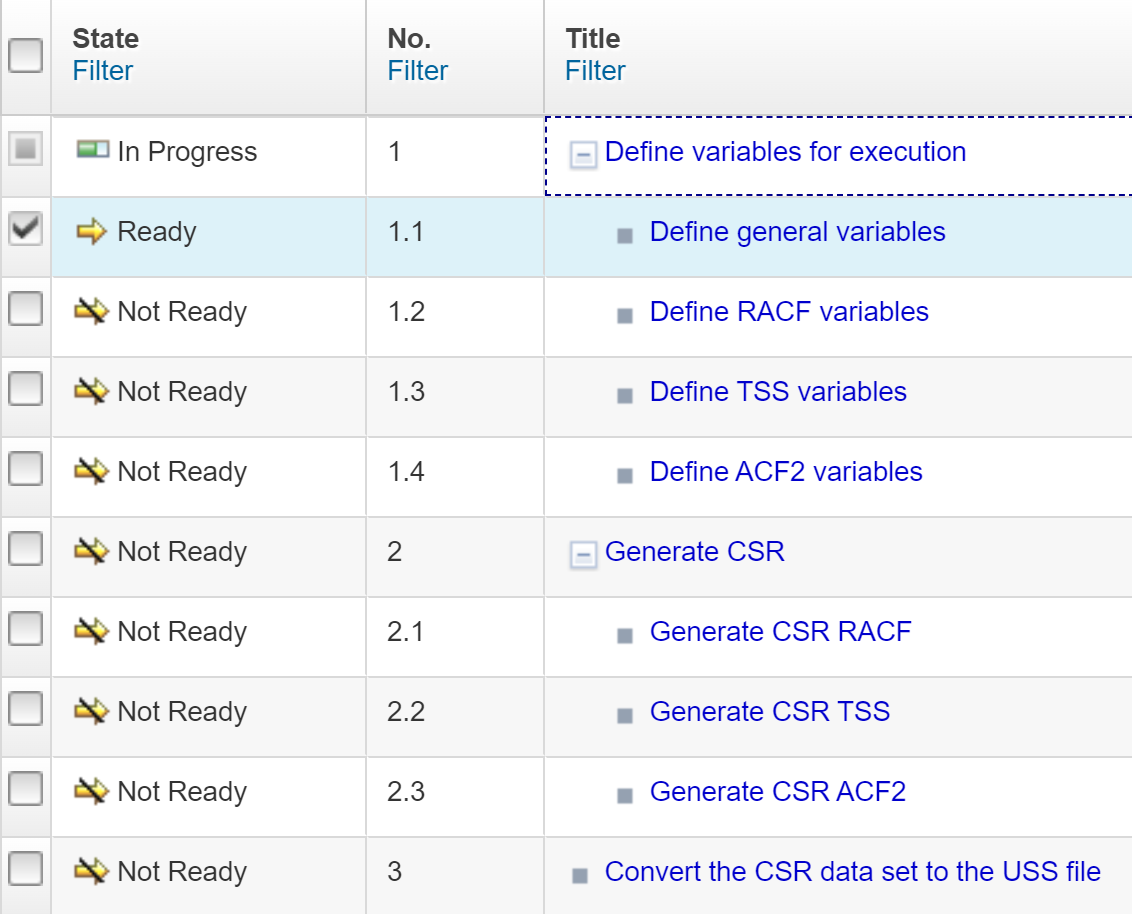 State No. Title
Filter Filter Filter
In Progress 1 Define variables for execution
Ready 1.1 Define general variables
Not Ready 1.2 Define RACF variables
Not Ready 1.3 Define TSS variables
Not Ready 1.4 Define ACF2 variables
Not Ready 2 Generate CSR
Not Ready 2.1 Generate CSR RACF
Not Ready 2.2 Generate CSR TSS
Not Ready 2.3 Generate CSR ACF2
Not Ready 3 Convert the CSR data set to the USS file